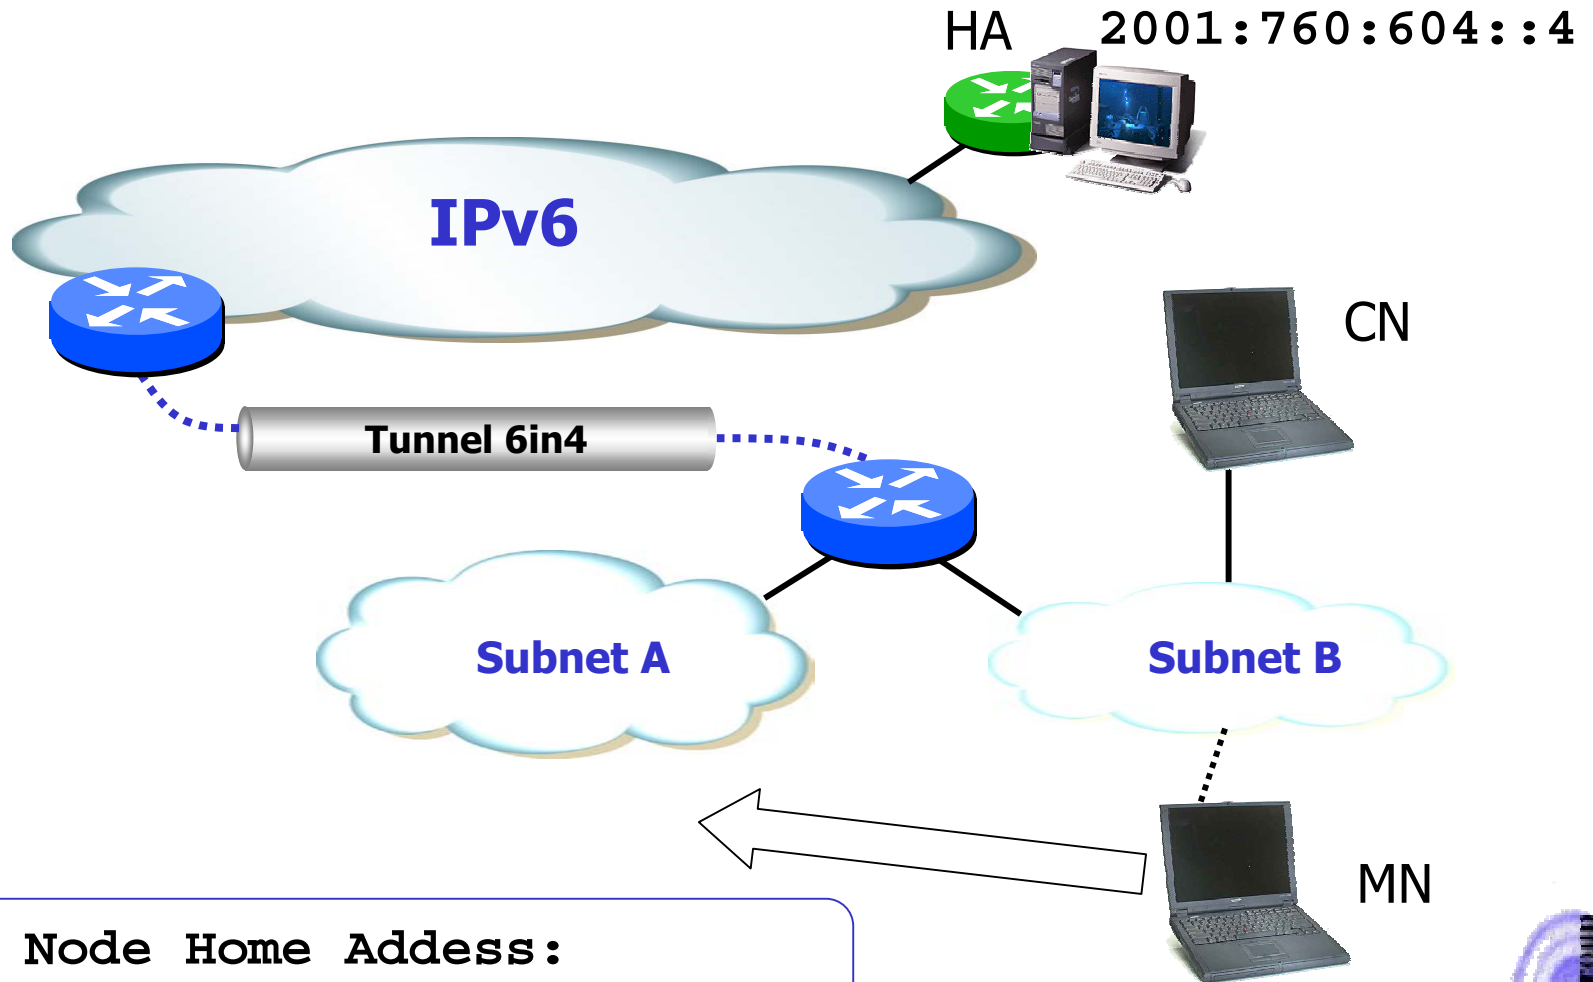 HA 2001:760:604::4
IPv6
CN
Tunnel 6in4
Subnet A
Subnet B
MN
Node Home Addess: